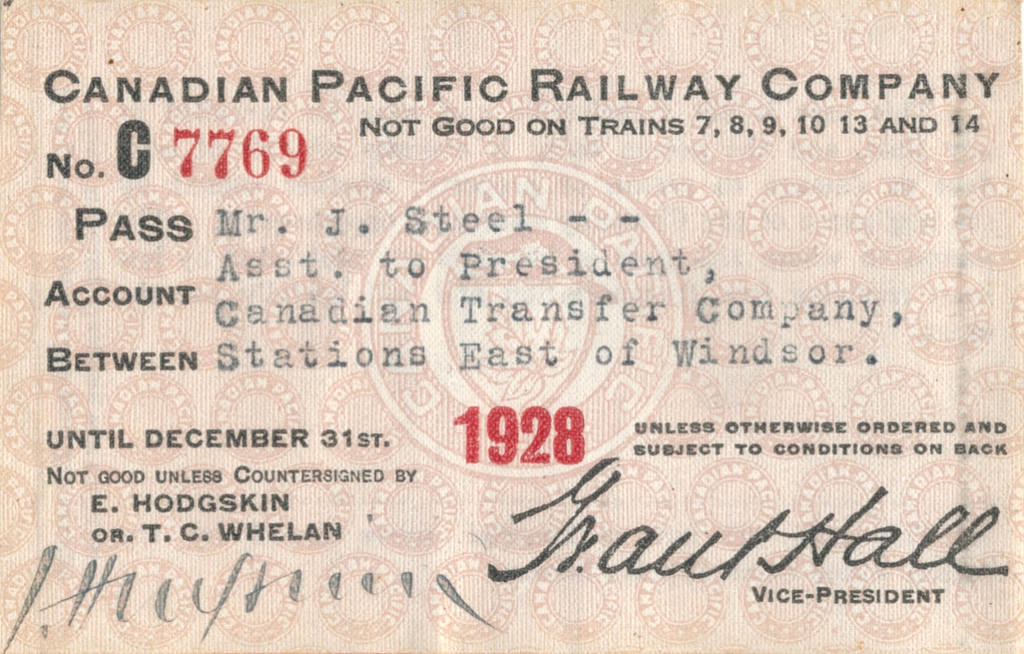 CANADIAN PACIFIC RAILWAY COMPANY
NOT GOOD ON TRAINS 7, 8, 9, 10 13 AND 14
No. C 7769
PASS Mr. J. Steel - -
Asst. to President,
ACCOUNT Canadian Transfer Company,
BETWEEN Stations East of Windsor.
UNTIL DECEMBER 31ST. 1928
UNLESS OTHERWISE ORDERED AND
SUBJECT TO CONDITIONS ON BACK
NOT GOOD UNLESS COUNTERSIGNED BY
E. HODGSKIN
OR. T. C. WHELAN
Grant Hall
VICE-PRESIDENT
CANADIAN PACIFIC